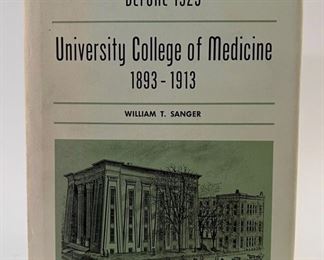 BEFORE 1925
University College of Medicine
1893-1913
WILLIAM T. SANGER